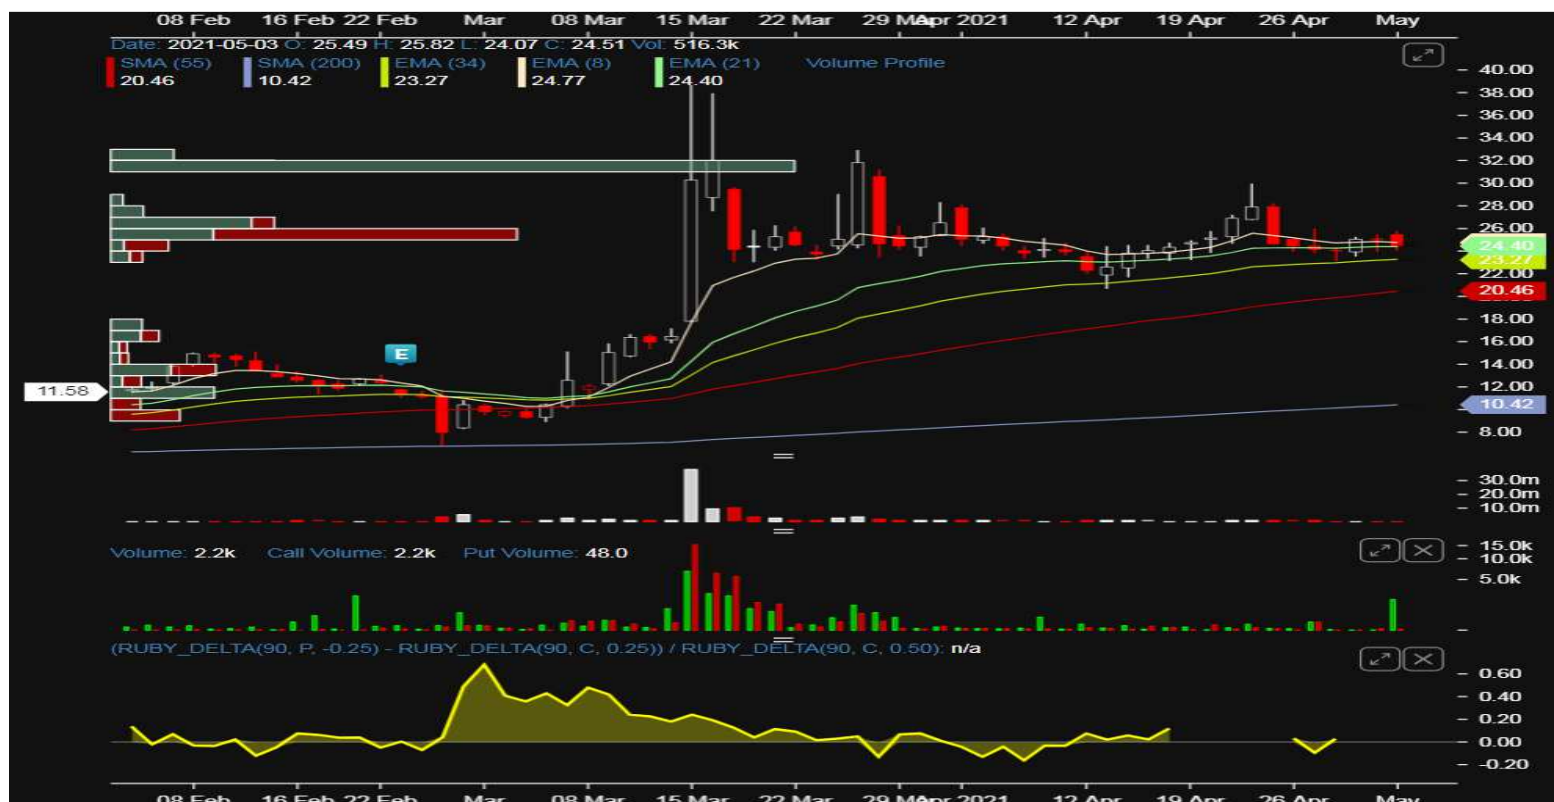 08 Feb 16 Feb 22 Feb Mar 08 Mar 15 Mar 22 Mar 29 Mar Apr 2021 12 Apr 19 Apr 26 Apr May
Date: 2021-05-03 O: 25.49 H: 25.82 L: 24.07 C: 24.51 Vol: 516.3k
SMA (55) SMA (200) EMA (34) EMA (8) EMA (21) Volume Profile
20.46 10.42 23.27 24.77 24.40
40.00
38.00
36.00
34.00
32.00
30.00
28.00
26.00
24.40
23.27
22.00
20.46
18.00
16.00
E
14.00
12.00
11.58
10.42
8.00
30.0m
20.0m
10.0m
Volume: 2.2k Call Volume: 2.2k Put Volume: 48.0
15.0k
10.0k
5.0k
(RUBY_DELTA(90, P, -0.25) - RUBY_DELTA(90, C, 0.25)) / RUBY_DELTA(90, C, 0.50): n/a
0.60
0.40
0.20
0.00
-0.20
08 Feb 16 Feb 22 Feb Mar 08 Mar 15 Mar 22 Mar 29 Mar Apr 2021 12 Apr 19 Apr 26 Apr May